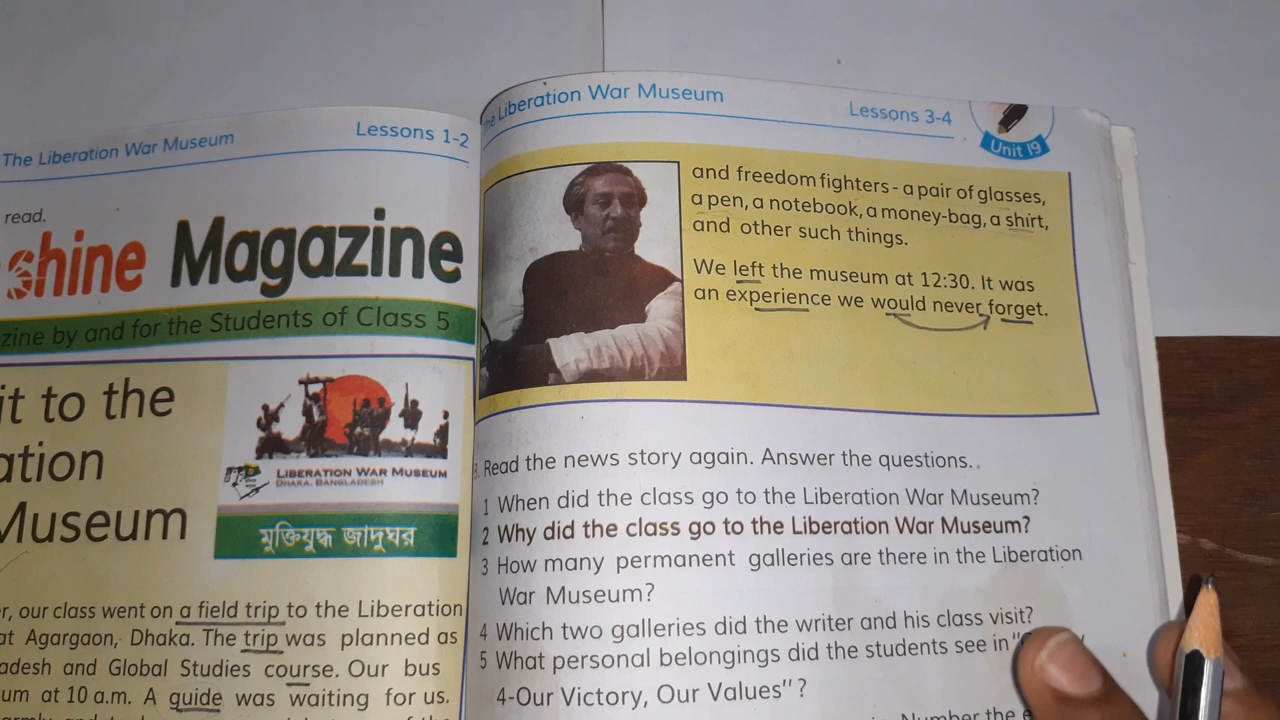 The Liberation War Museum
Lessons 1-2
read.
shine Magazine
zine by and for the Students of Class 5
it to the
ation
Museum
LIBERATION WAR MUSEUM
DHAKA, BANGLADESH
মুক্তিযুদ্ধ জাদুঘর
er, our class went on a field trip to the Liberation
at Agargaon, Dhaka. The trip was planned as
adesh and Global Studies course. Our bus
um at 10 a.m. A guide was waiting for us.
The Liberation War Museum
Lessons 3-4
Unit 19
and freedom fighters - a pair of glasses,
a pen, a notebook, a money-bag, a shirt,
and other such things.
We left the museum at 12:30. It was
an experience we would never forget.
Read the news story again. Answer the questions.
1 When did the class go to the Liberation War Museum?
2 Why did the class go to the Liberation War Museum?
3 How many permanent galleries are there in the Liberation
War Museum?
4 Which two galleries did the writer and his class visit?
5 What personal belongings did the students see in "
4-Our Victory, Our Values" ?
Number the